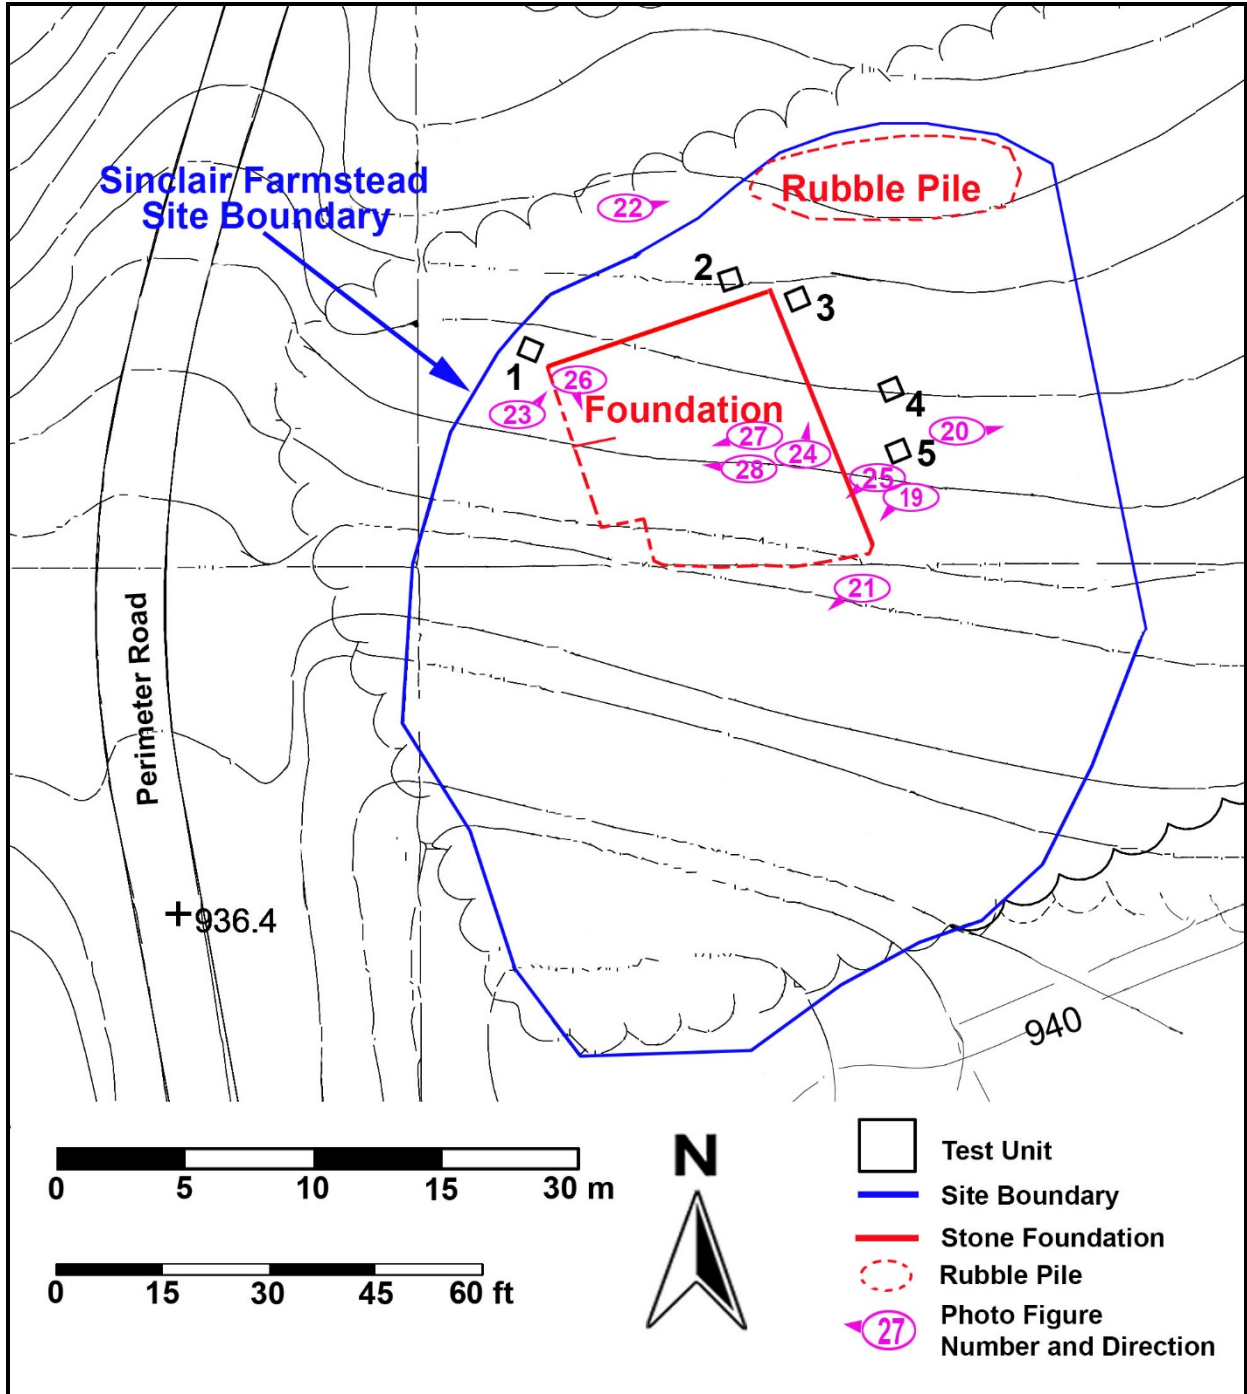 Sinclair Farmstead
Site Boundary
Rubble Pile
22
2
3
1
26
23
Foundation
4
27
24
20
28
5
25
19
21
Perimeter Road
+936.4
940
0 5 10 15 30 m
0 15 30 45 60 ft
N
Test Unit
Site Boundary
Stone Foundation
Rubble Pile
27
Photo Figure
Number and Direction